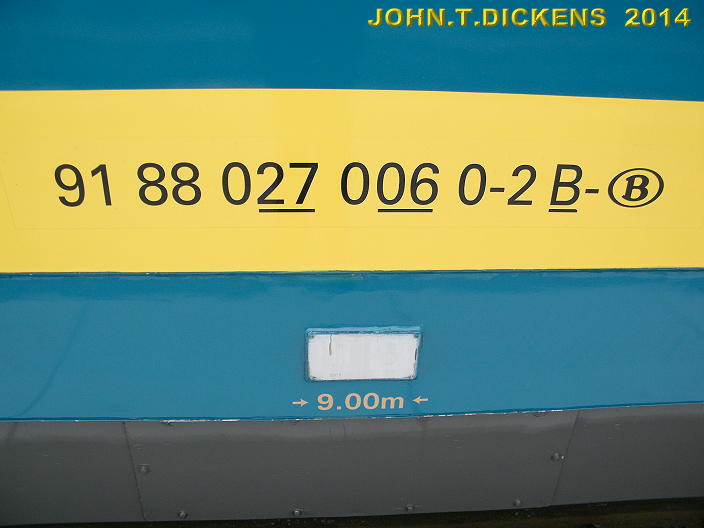 JOHN.T.DICKENS 2014
91 88 027 006 0-2 B-B
→ 9.00m ←